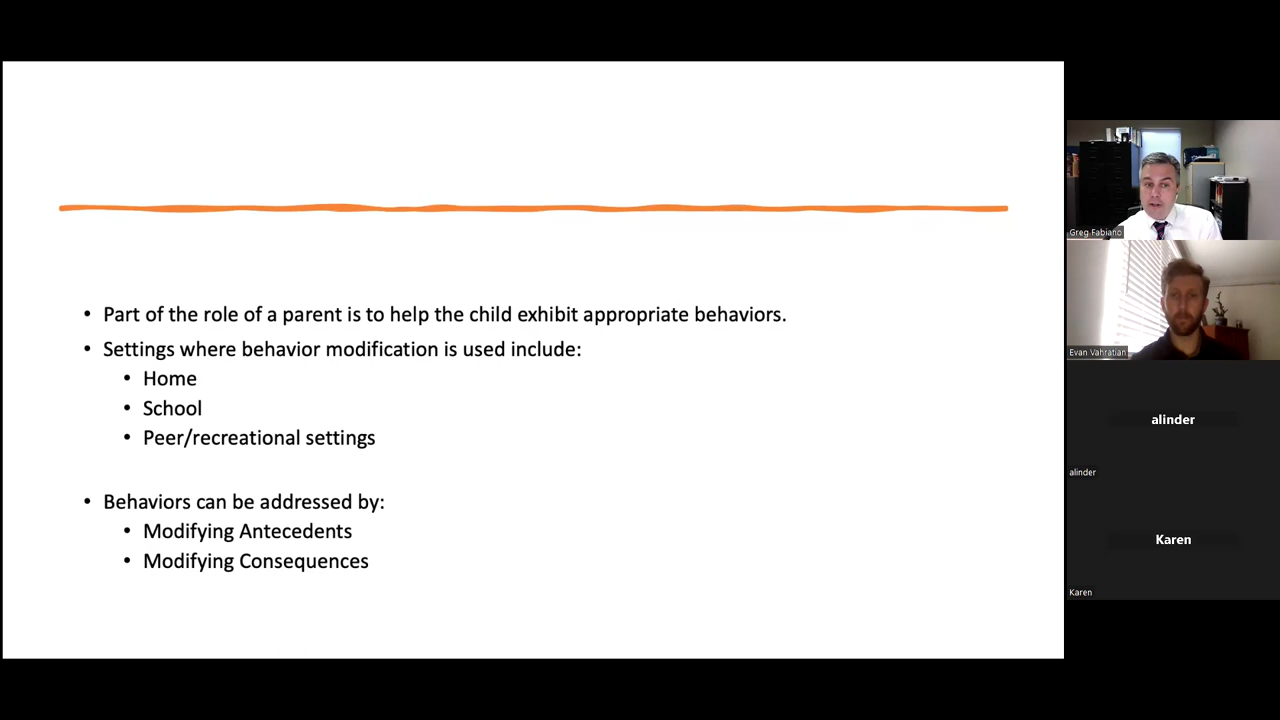 • Part of the role of a parent is to help the child exhibit appropriate behaviors.
• Settings where behavior modification is used include:
• Home
• School
• Peer/recreational settings
• Behaviors can be addressed by:
• Modifying Antecedents
• Modifying Consequences
Greg Fabiano
Evan Vahratian
alinder
alinder
Karen
Karen